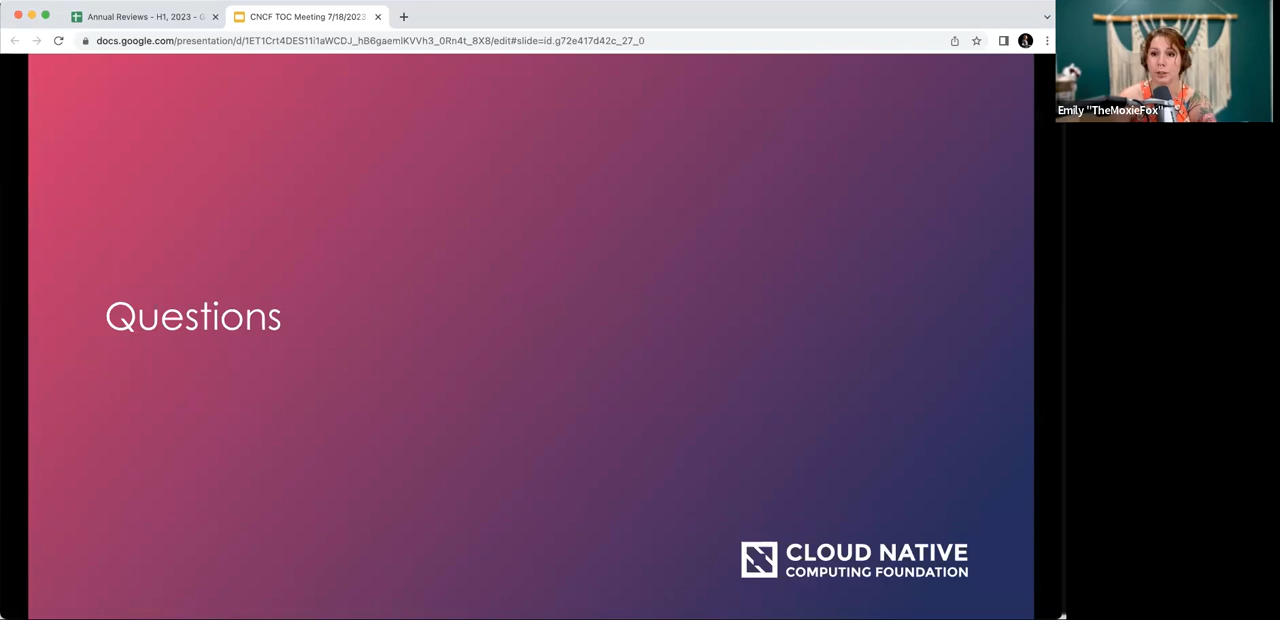 Annual Reviews - H1, 2023 - G
CNCF TOC Meeting 7/18/2023
docs.google.com/presentation/d/1ET1Crt4DES11i1aWCDJ_hB6gaemlKVVh3_0Rn4t_8X8/edit#slide=id.g72e417d42c_27_0
Emily "TheMoxieFox"
Questions
CLOUD NATIVE
COMPUTING FOUNDATION